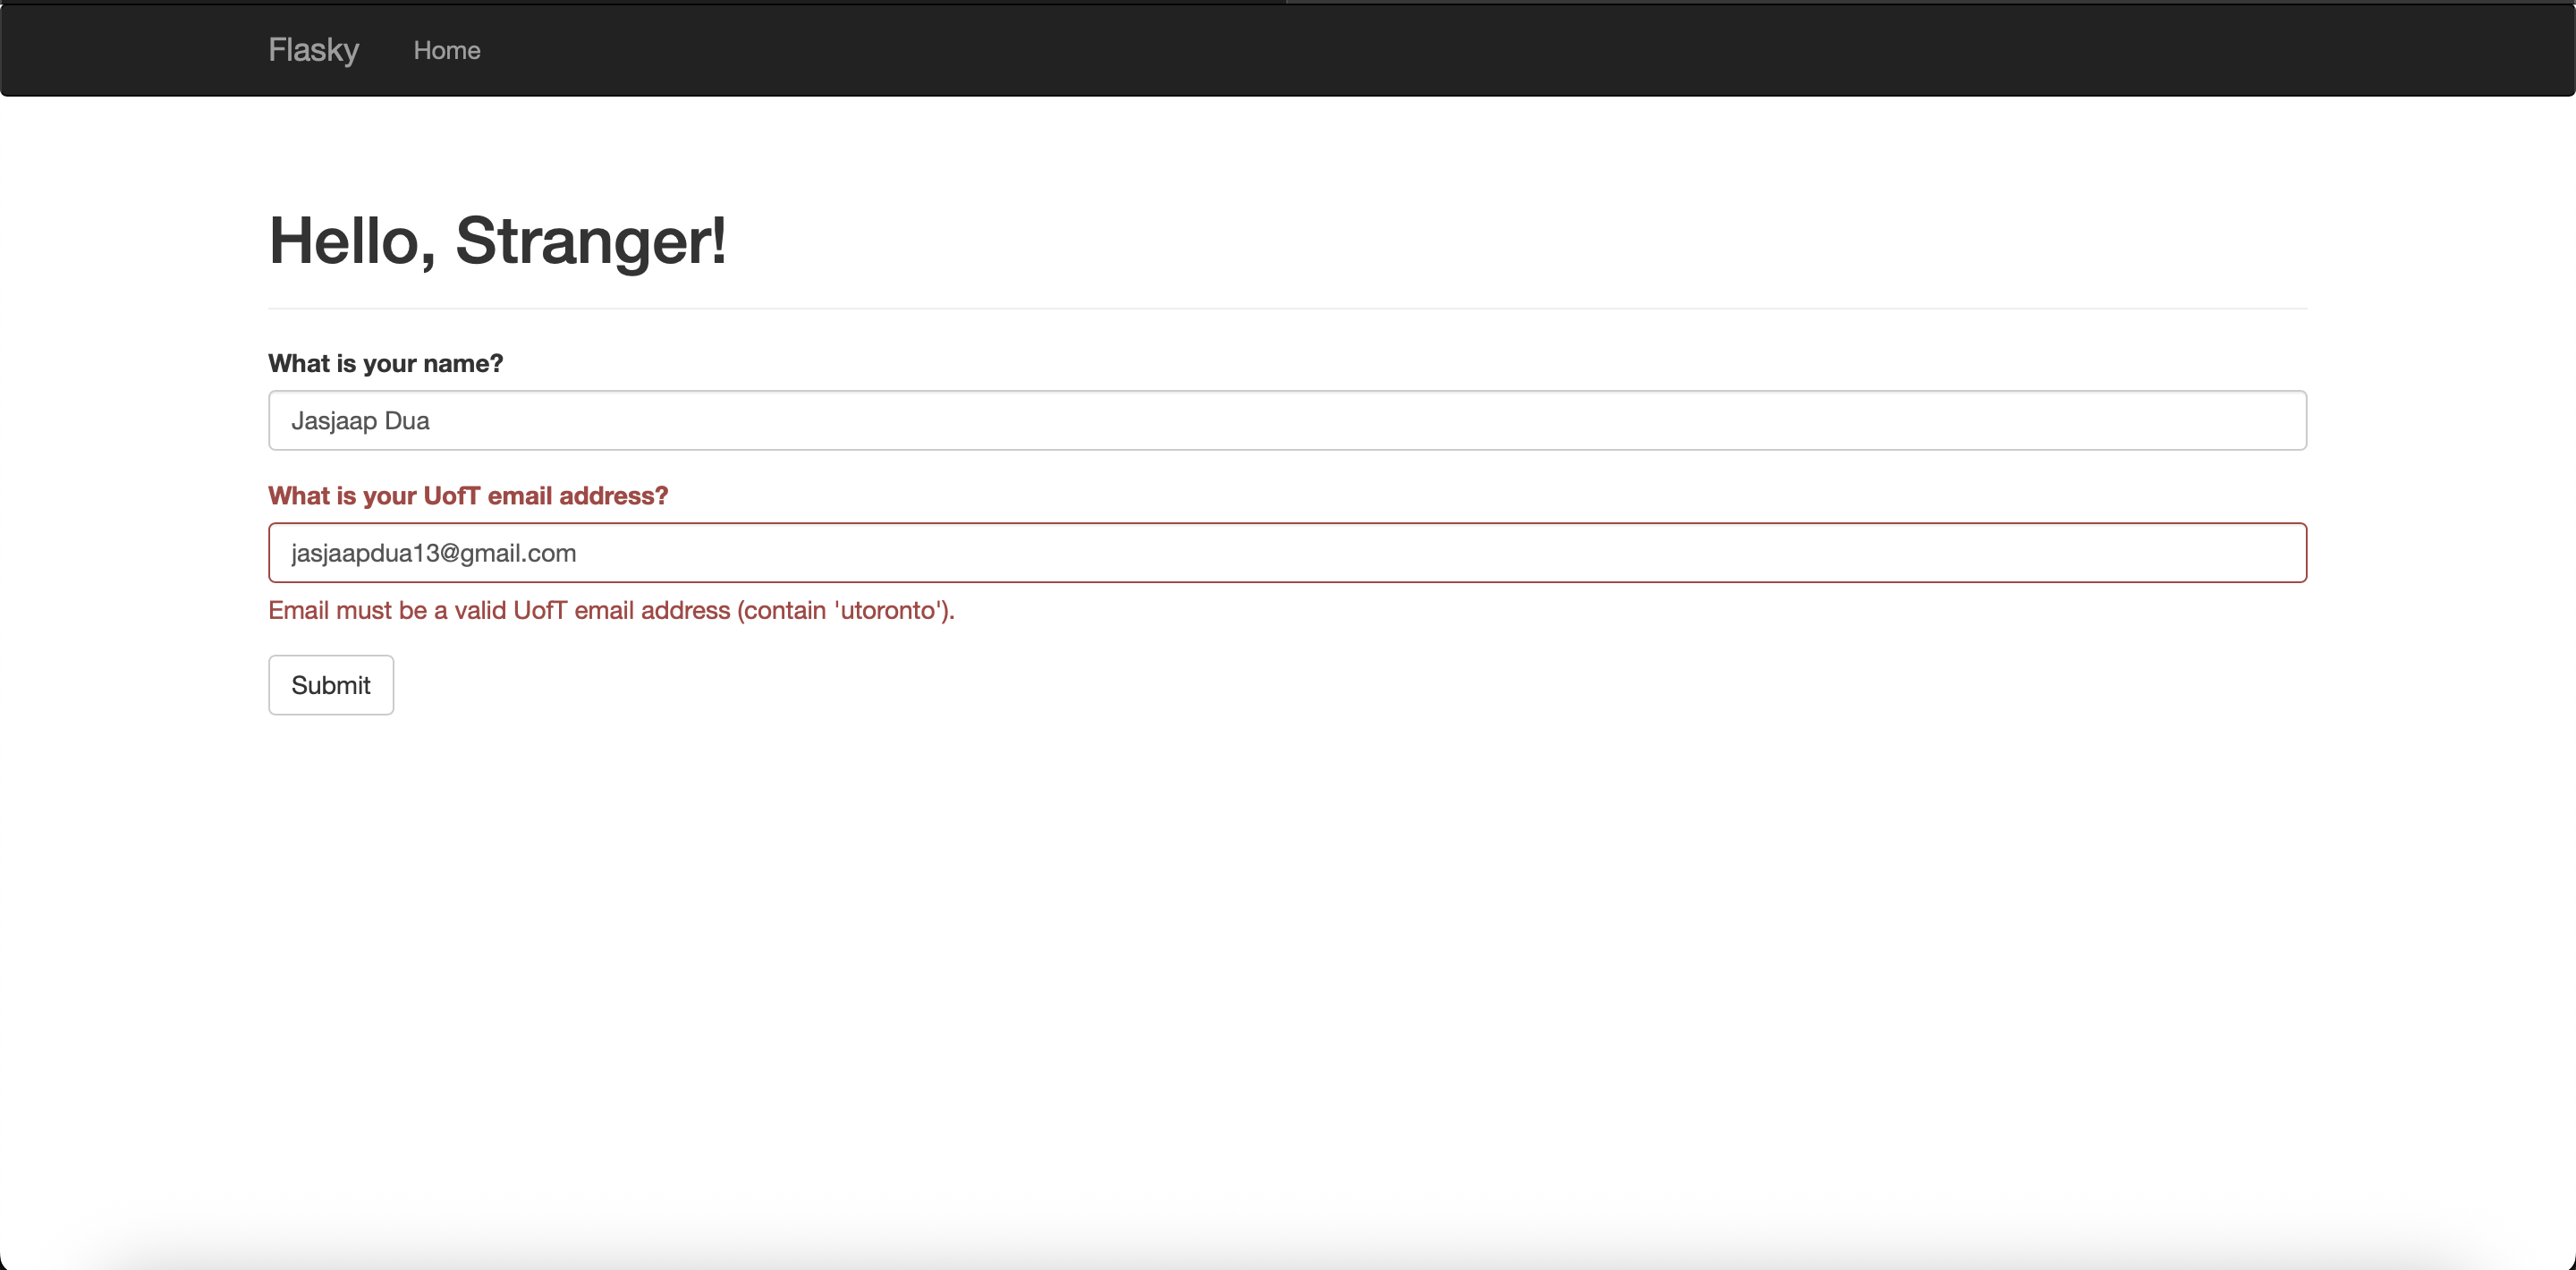 Flasky Home
Hello, Stranger!
What is your name?
Jasjaap Dua
What is your UofT email address?
jasjaapdua13@gmail.com
Email must be a valid UofT email address (contain 'utoronto').
Submit